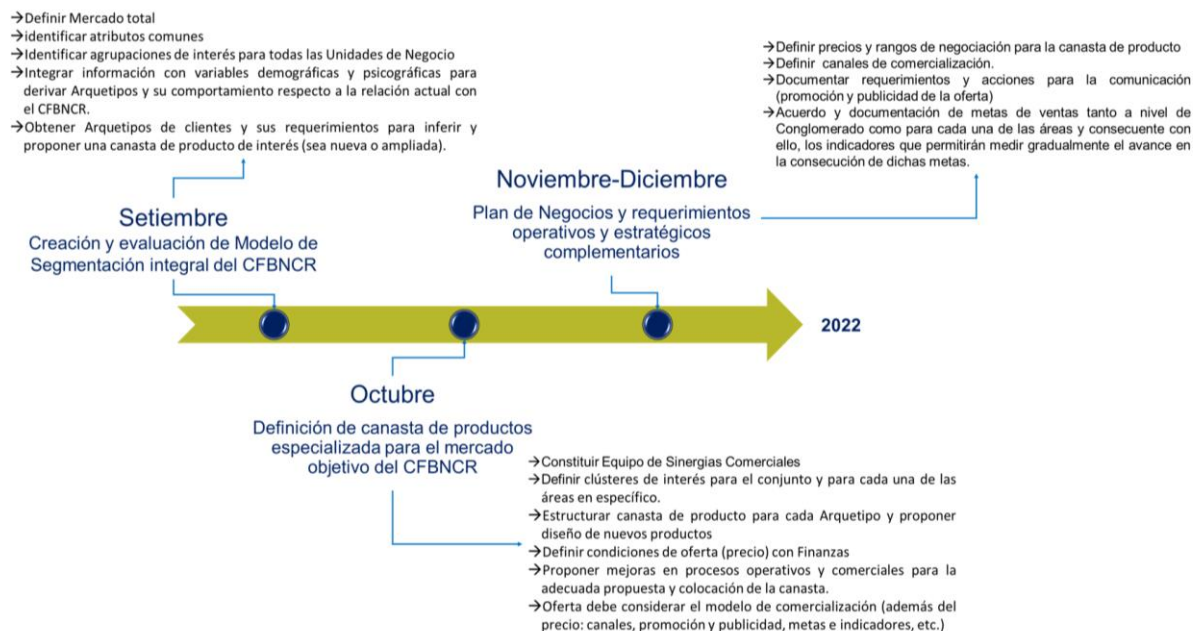 →Definir Mercado total
→identificar atributos comunes
→Identificar agrupaciones de interés para todas las Unidades de Negocio
→Integrar información con variables demográficas y psicográficas para
derivar Arquetipos y su comportamiento respecto a la relación actual con
el CFBNCR.
→Obtener Arquetipos de clientes y sus requerimientos para inferir y
proponer una canasta de producto de interés (sea nueva o ampliada).
Setiembre
Creación y evaluación de Modelo de
Segmentación integral del CFBNCR
→Definir precios y rangos de negociación para la canasta de producto
→Definir canales de comercialización.
→Documentar requerimientos y acciones para la comunicación
(promoción y publicidad de la oferta)
→Acuerdo y documentación de metas de ventas tanto a nivel de
Conglomerado como para cada una de las áreas y consecuente con
ello, los indicadores que permitirán medir gradualmente el avance en
la consecución de dichas metas.
Noviembre-Diciembre
Plan de Negocios y requerimientos
operativos y estratégicos
complementarios
2022
Octubre
Definición de canasta de productos
especializada para el mercado
objetivo del CFBNCR
→Constituir Equipo de Sinergias Comerciales
→Definir clústeres de interés para el conjunto y para cada una de las
áreas en específico.
→Estructurar canasta de producto para cada Arquetipo y proponer
diseño de nuevos productos
→Definir condiciones de oferta (precio) con Finanzas
→Proponer mejoras en procesos operativos y comerciales para la
adecuada propuesta y colocación de la canasta.
→Oferta debe considerar el modelo de comercialización (además del
precio: canales, promoción y publicidad, metas e indicadores, etc.)